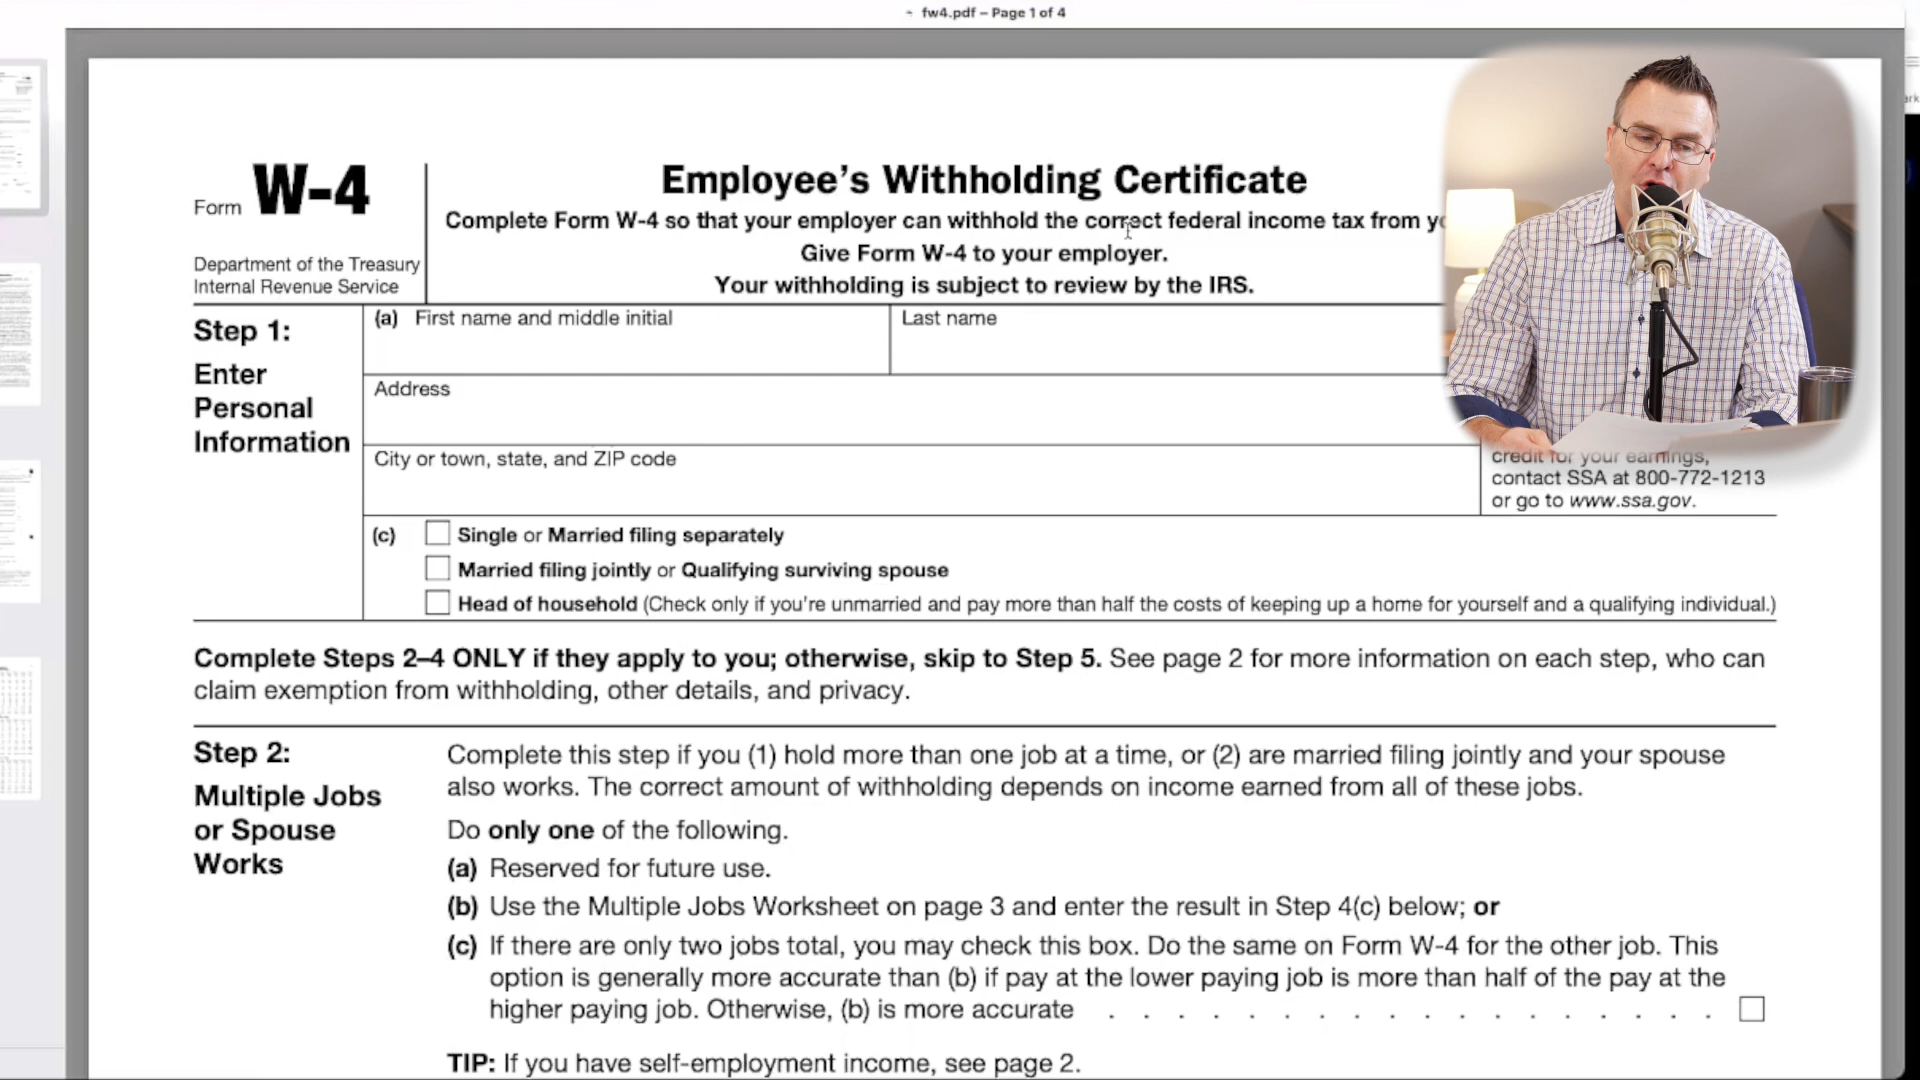 fw4.pdf – Page 1 of 4
Form W-4
Department of the Treasury
Internal Revenue Service
Employee's Withholding Certificate
Complete Form W-4 so that your employer can withhold the correct federal income tax from
Give Form W-4 to your employer.
Your withholding is subject to review by the IRS.
Step 1:
Enter
Personal
Information
(a) First name and middle initial
Last name
Address
City or town, state, and ZIP code
credit for your earnings,
contact SSA at 800-772-1213
or go to www.ssa.gov.
(c) Single or Married filing separately
Married filing jointly or Qualifying surviving spouse
Head of household (Check only if you're unmarried and pay more than half the costs of keeping up a home for yourself and a qualifying individual.)
Complete Steps 2–4 ONLY if they apply to you; otherwise, skip to Step 5. See page 2 for more information on each step, who can
claim exemption from withholding, other details, and privacy.
Step 2:
Multiple Jobs
or Spouse
Works
Complete this step if you (1) hold more than one job at a time, or (2) are married filing jointly and your spouse
also works. The correct amount of withholding depends on income earned from all of these jobs.
Do only one of the following.
(a) Reserved for future use.
(b) Use the Multiple Jobs Worksheet on page 3 and enter the result in Step 4(c) below; or
(c) If there are only two jobs total, you may check this box. Do the same on Form W-4 for the other job. This
option is generally more accurate than (b) if pay at the lower paying job is more than half of the pay at the
higher paying job. Otherwise, (b) is more accurate . . . . . . . . . . . . . . . . . . .
TIP: If you have self-employment income, see page 2.